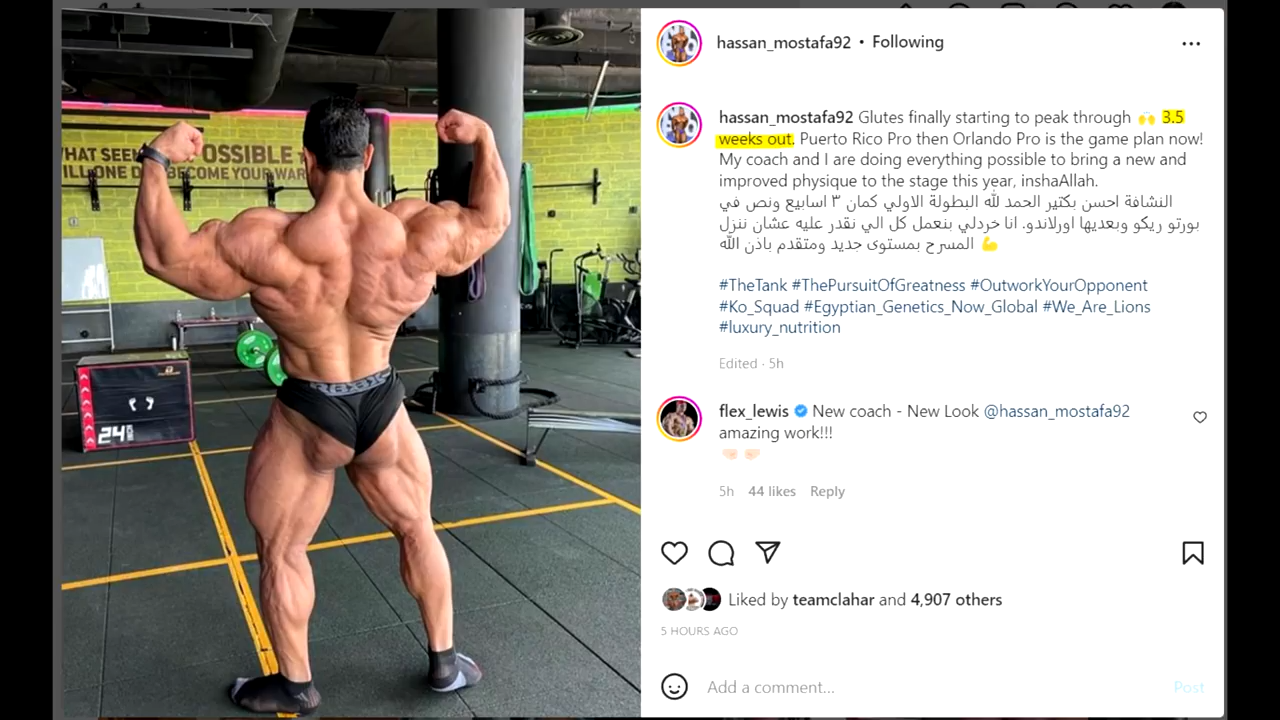 WHAT SEEM
OSSIBLE
ILL ONE D
BECOME YOUR WAR
24
hassan_mostafa92 • Following
hassan_mostafa92 Glutes finally starting to peak through 🙌 3.5
weeks out. Puerto Rico Pro then Orlando Pro is the game plan now!
My coach and I are doing everything possible to bring a new and
improved physique to the stage this year, inshaAllah.
النشافة احسن بكتير الحمد لله البطولة الاولي كمان ٣ اسابيع ونص في
بورتو ريكو وبعديها اورلاندو. انا خردلي بنعمل كل الي نقدر عليه عشان ننزل
المسرح بمستوى جديد ومتقدم باذن الله 💪
#TheTank #ThePursuitOfGreatness #OutworkYourOpponent
#Ko_Squad #Egyptian_Genetics_Now_Global #We_Are_Lions
#luxury_nutrition
Edited · 5h
flex_lewis New coach - New Look @hassan_mostafa92
amazing work!!!
🤜🏻 🤛🏻
5h 44 likes Reply
Liked by teamclahar and 4,907 others
5 HOURS AGO
Add a comment... Post